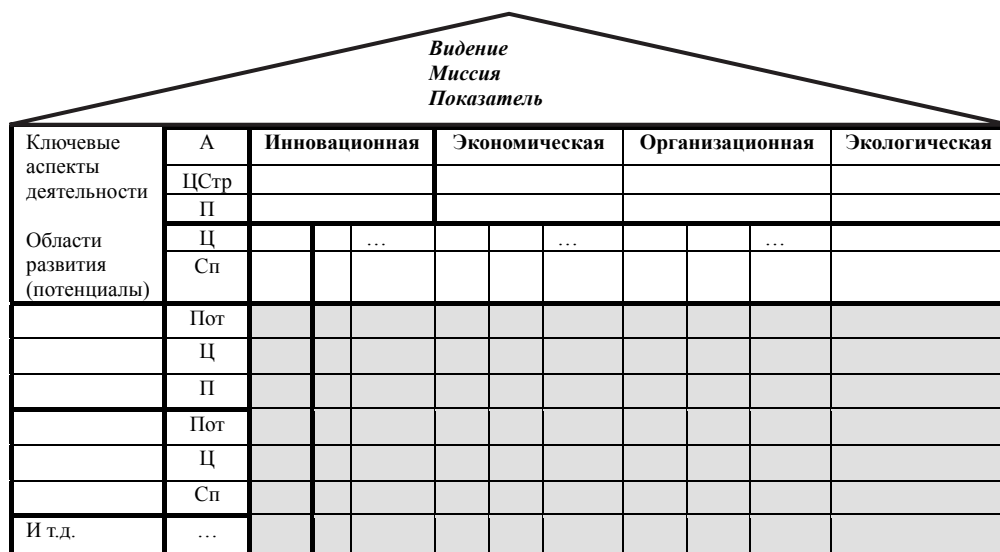 Видение
Миссия
Показатель
Ключевые аспекты деятельности
А
Инновационная
Экономическая
Организационная
Экологическая
ЦСтр
П
Области развития (потенциалы)
Ц
…
…
…
Сп
Пот
Ц
П
Пот
Ц
Сп
И т.д.
…